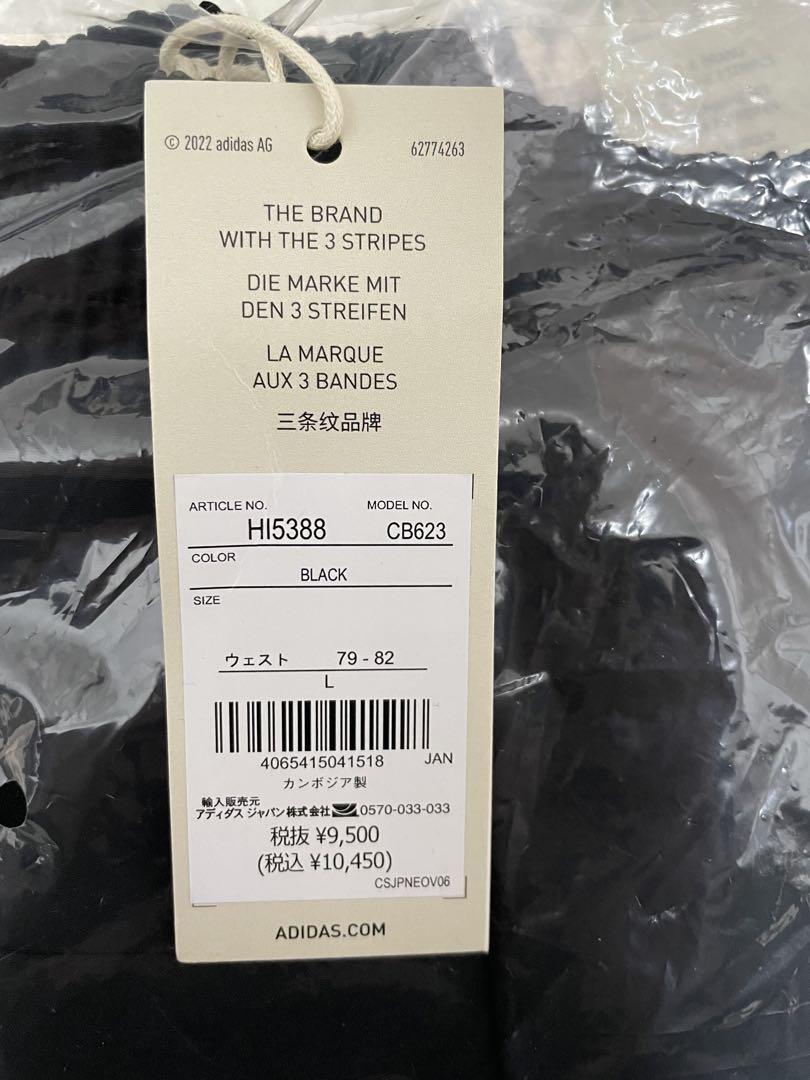 © 2022 adidas AG 62774263
THE BRAND
WITH THE 3 STRIPES
DIE MARKE MIT
DEN 3 STREIFEN
LA MARQUE
AUX 3 BANDES
三条纹品牌
ARTICLE NO. MODEL NO.
HI5388 CB623
COLOR
BLACK
SIZE
ウェスト 79 - 82
L
4065415041518 JAN
カンボジア製
輸入販売元
アディダス ジャパン株式会社 0570-033-033
税抜 ¥9,500
(税込 ¥10,450)
CSJPNEOV06
ADIDAS.COM